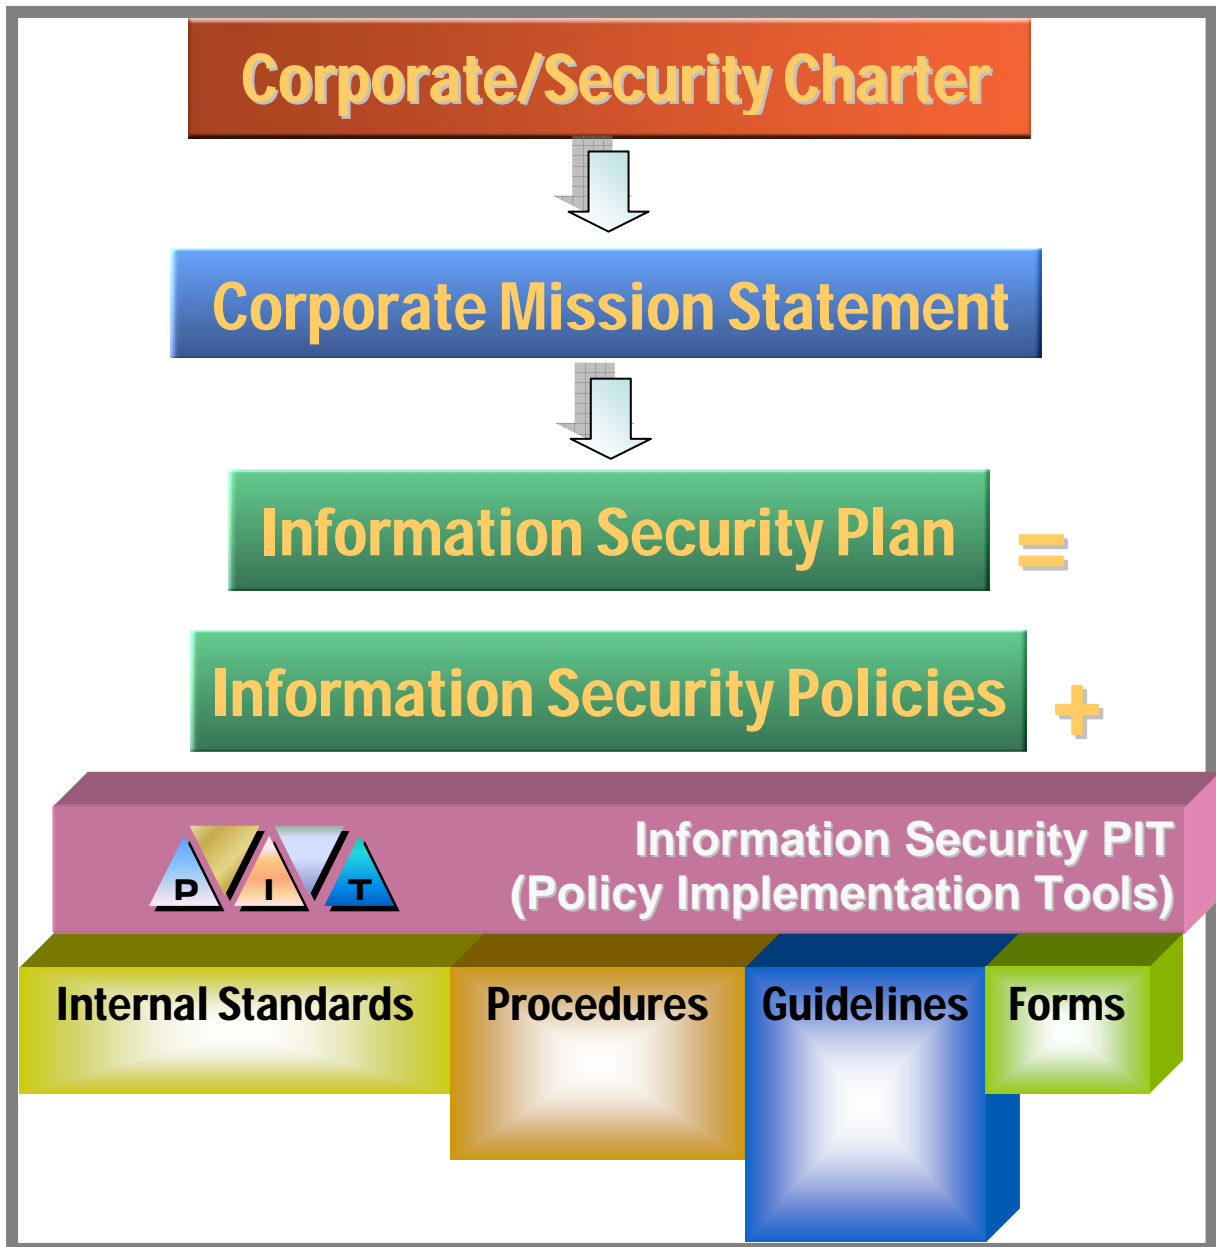 Corporate/Security Charter
Corporate Mission Statement
Information Security Plan =
Information Security Policies +
P I T
Information Security PIT
(Policy Implementation Tools)
Internal Standards
Procedures
Guidelines
Forms